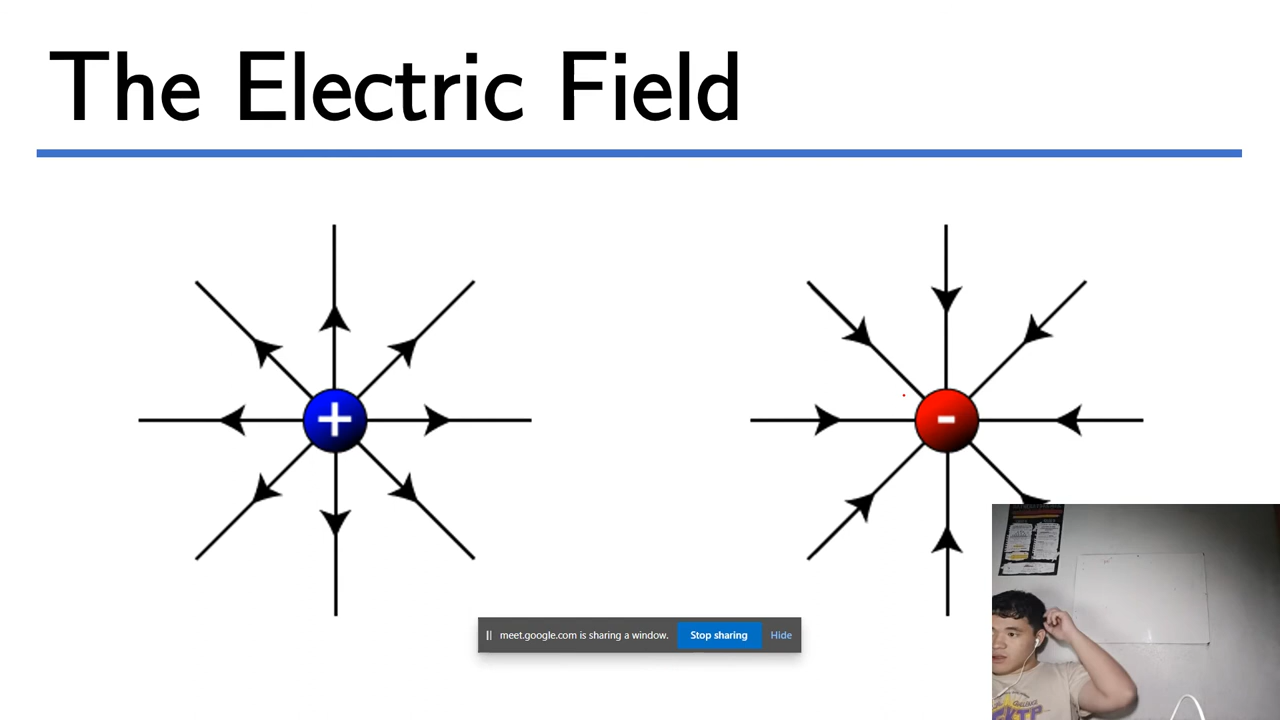 The Electric Field
+
-
meet.google.com is sharing a window. Stop sharing Hide